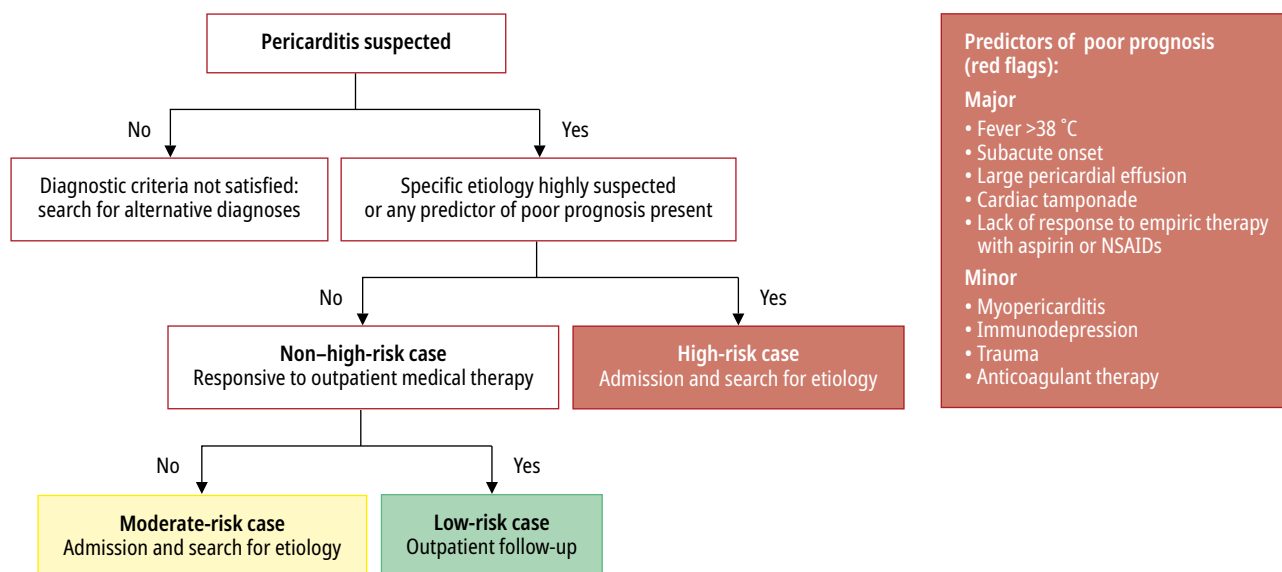 Pericarditis suspected
No
Yes
Diagnostic criteria not satisfied:
search for alternative diagnoses
Specific etiology highly suspected
or any predictor of poor prognosis present
No
Yes
Non–high-risk case
Responsive to outpatient medical therapy
High-risk case
Admission and search for etiology
No
Yes
Moderate-risk case
Admission and search for etiology
Low-risk case
Outpatient follow-up
Predictors of poor prognosis
(red flags):
Major
• Fever >38 ˚C
• Subacute onset
• Large pericardial effusion
• Cardiac tamponade
• Lack of response to empiric therapy
with aspirin or NSAIDs
Minor
• Myopericarditis
• Immunodepression
• Trauma
• Anticoagulant therapy